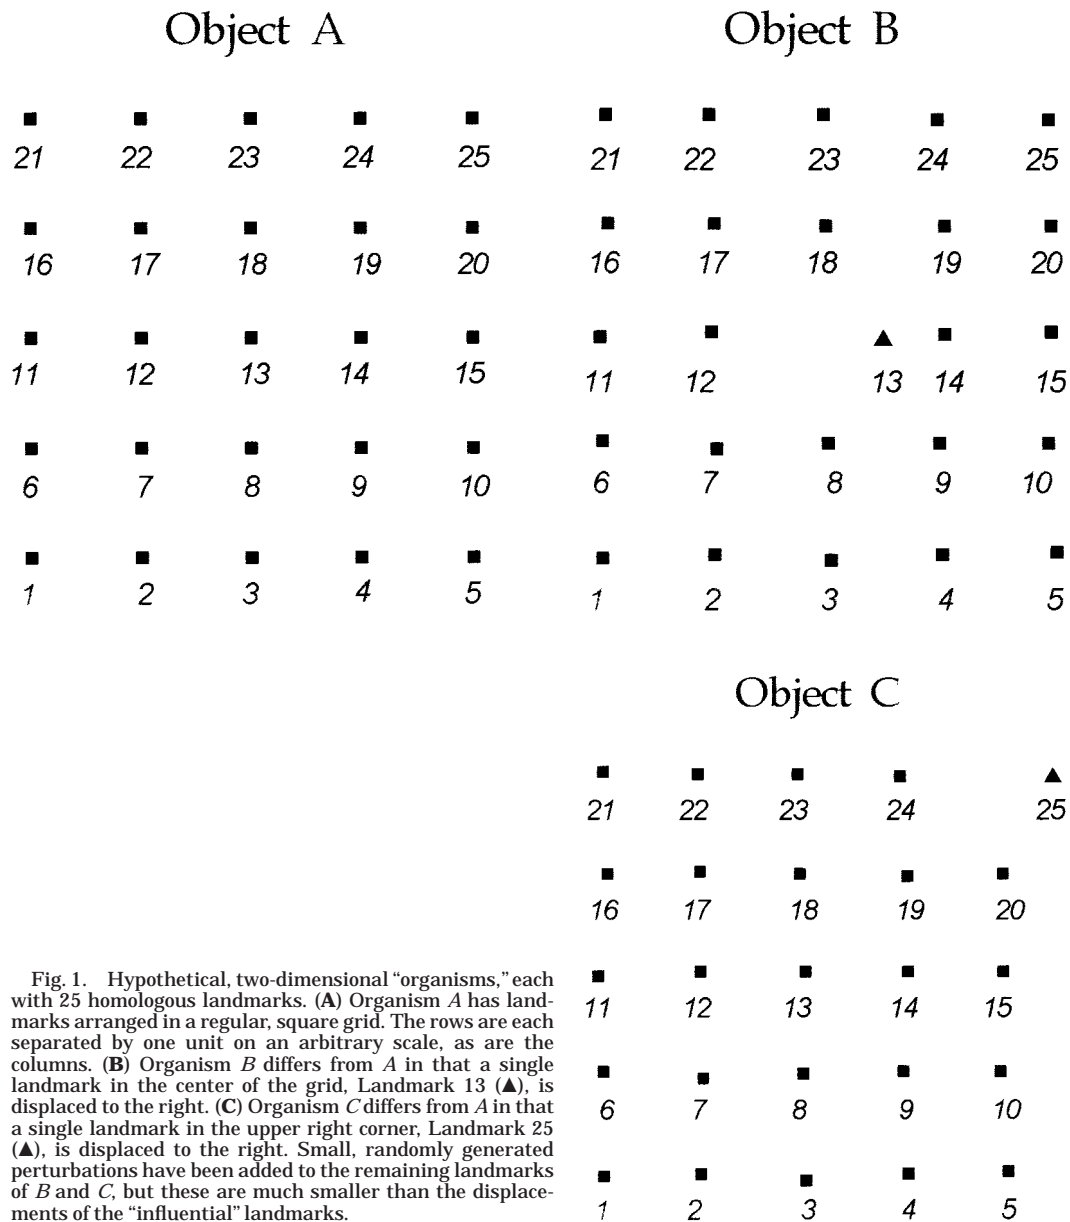 Object A
21 22 23 24 25
16 17 18 19 20
11 12 13 14 15
6 7 8 9 10
1 2 3 4 5
Object B
21 22 23 24 25
16 17 18 19 20
11 12 13 14 15
6 7 8 9 10
1 2 3 4 5
Object C
21 22 23 24 25
16 17 18 19 20
11 12 13 14 15
6 7 8 9 10
1 2 3 4 5
Fig. 1. Hypothetical, two-dimensional “organisms,” each
with 25 homologous landmarks. (A) Organism A has land-
marks arranged in a regular, square grid. The rows are each
separated by one unit on an arbitrary scale, as are the
columns. (B) Organism B differs from A in that a single
landmark in the center of the grid, Landmark 13 (▲), is
displaced to the right. (C) Organism C differs from A in that
a single landmark in the upper right corner, Landmark 25
(▲), is displaced to the right. Small, randomly generated
perturbations have been added to the remaining landmarks
of B and C, but these are much smaller than the displace-
ments of the “influential” landmarks.